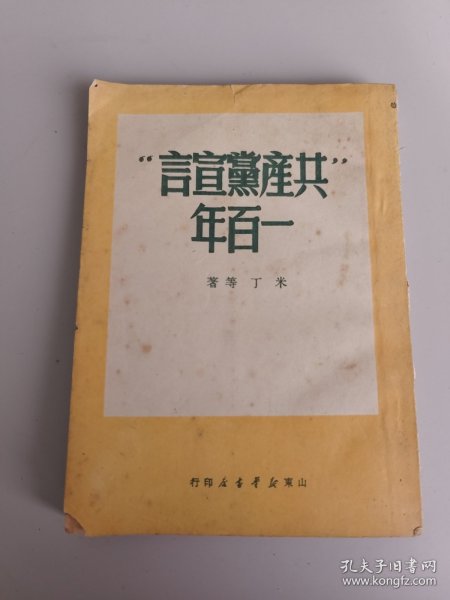 “共產黨宣言”
一百年
米丁等著
山東新華書店印行
孔夫子旧书网
www.kongfz.com